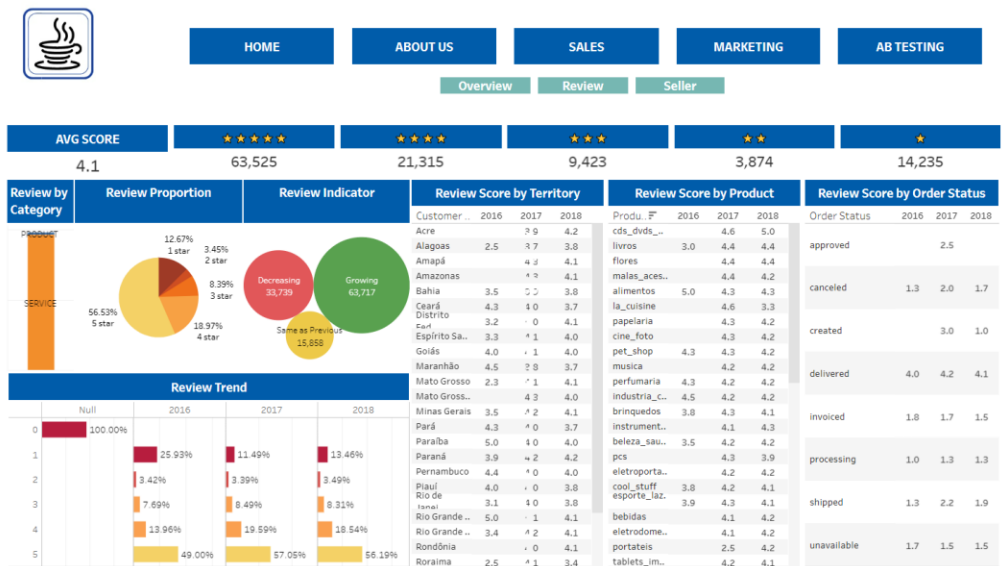 HOME ABOUT US SALES MARKETING AB TESTING
Overview Review Seller
AVG SCORE
4.1 63,525 21,315 9,423 3,874 14,235
Review by Category
PRODUCT
SERVICE
Review Proportion
12.67%
1 star
3.45%
2 star
8.39%
3 star
18.97%
4 star
56.53%
5 star
Review Indicator
Decreasing
33,739
Growing
63,717
Same as Previous
15,858
Review Trend
Null 2016 2017 2018
0 100.00%
1 25.93% 11.49% 13.46%
2 3.42% 3.39% 3.49%
3 7.69% 8.49% 8.31%
4 13.96% 19.59% 18.54%
5 49.00% 57.05% 56.19%
Review Score by Territory
Customer .. 2016 2017 2018
Acre 4.2
Alagoas 2.5 3.8
Amapá 4.1
Amazonas 4.1
Bahia 3.5 3.8
Ceará 4.3 3.7
Distrito Fed.. 3.2 4.1
Espírito Sa.. 3.3 4.0
Goiás 4.0 4.0
Maranhão 4.5 3.7
Mato Grosso 2.3 4.1
Mato Gross.. 4.0
Minas Gerais 3.5 4.1
Pará 4.3 3.7
Paraíba 5.0 4.0
Paraná 3.9 4.2
Pernambuco 4.4 4.0
Piauí 4.0 3.8
Rio de Janei.. 3.1 3.8
Rio Grande .. 5.0 4.1
Rio Grande .. 3.4 4.1
Rondônia 4.1
Roraima 2.5 3.4
Review Score by Product
Produ.. 2016 2017 2018
cds_dvds_.. 4.6 5.0
livros 3.0 4.4 4.4
flores 4.4 4.4
malas_aces.. 4.4 4.2
alimentos 5.0 4.3 4.3
la_cuisine 4.6 3.3
papelaria 4.3 4.2
cine_foto 4.3 4.2
pet_shop 4.3 4.3 4.2
musica 4.2 4.2
perfumaria 4.3 4.2 4.2
industria_c.. 4.5 4.2 4.2
brinquedos 3.8 4.3 4.1
instrument.. 4.1 4.3
beleza_sau.. 3.5 4.2 4.2
pcs 4.3 3.9
eletroporta.. 4.2 4.2
cool_stuff 3.8 4.2 4.1
esporte_laz. 3.9 4.3 4.1
bebidas 4.1 4.2
eletrodome.. 4.1 4.2
portateis 2.5 4.2
tablets_im.. 4.2 4.1
Review Score by Order Status
Order Status 2016 2017 2018
approved 2.5
canceled 1.3 2.0 1.7
created 3.0 1.0
delivered 4.0 4.2 4.1
invoiced 1.8 1.7 1.5
processing 1.0 1.3 1.3
shipped 1.3 2.2 1.9
unavailable 1.7 1.5 1.5